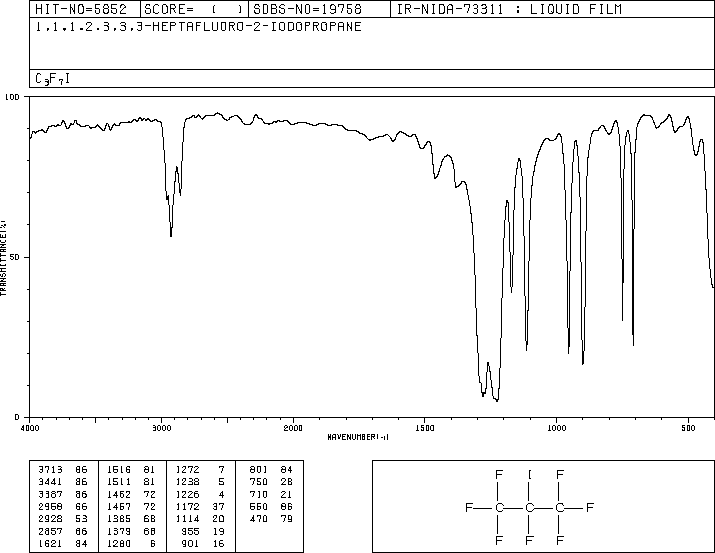 HIT-NO=5852 SCORE= ( ) SDBS-NO=19758 IR-NIDA-73311 : LIQUID FILM
1,1,1,2,3,3,3-HEPTAFLUORO-2-IODOPROPANE
C3F7I
100
TRANSMITTANCE(%)
50
0
4000 3000 2000 1500 1000 500
WAVENUMBER(-1)
3713 86 1516 81 1272 7 801 84
3441 86 1511 81 1238 5 750 28
3387 86 1462 72 1226 4 710 21
2958 66 1457 72 1172 37 550 86
2928 53 1385 68 1114 20 470 79
2857 66 1379 68 955 19
1621 84 1280 6 901 16
F I F
F C C C F
F F F